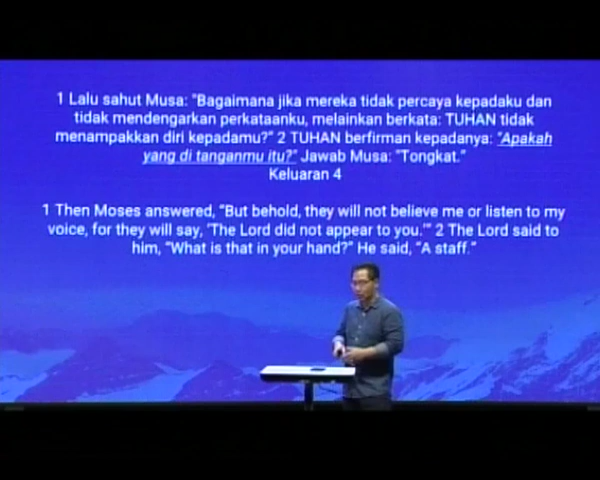 1 Lalu sahut Musa: "Bagaimana jika mereka tidak percaya kepadaku dan
tidak mendengarkan perkataanku, melainkan berkata: TUHAN tidak
menampakkan diri kepadamu?" 2 TUHAN berfirman kepadanya: "Apakah
yang di tanganmu itu?" Jawab Musa: "Tongkat."
Keluaran 4
1 Then Moses answered, “But behold, they will not believe me or listen to my
voice, for they will say, ‘The Lord did not appear to you.’” 2 The Lord said to
him, “What is that in your hand?” He said, “A staff.”